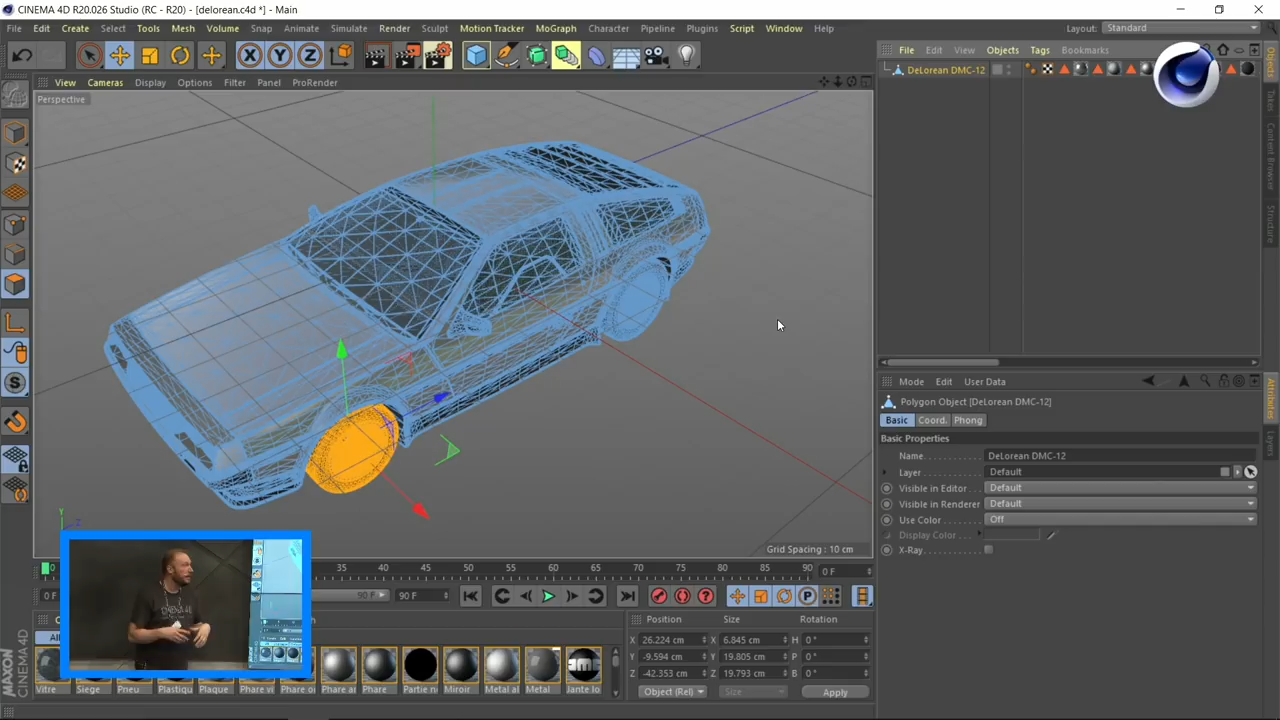 CINEMA 4D R20.026 Studio (RC - R20) - [delorean.c4d *] - Main
File Edit Create Select Tools Mesh Volume Snap Animate Simulate Render Sculpt Motion Tracker MoGraph Character Pipeline Plugins Script Window Help
Layout: Standard
X Y Z
File Edit View Objects Tags Bookmarks
View Cameras Display Options Filter Panel ProRender
DeLorean DMC-12
Perspective
Objects
Takes
Content Browser
Structure
Mode Edit User Data
Polygon Object [DeLorean DMC-12]
Basic Coord. Phong
Basic Properties
Name DeLorean DMC-12
Layer Default
Visible in Editor Default
Visible in Renderer Default
Use Color Off
Display Color
X-Ray
Attributes
Layers
Y
Z
Grid Spacing : 10 cm
0 35 40 45 50 55 60 65 70 75 80 85 90 0 F
0 F 90 F 90 F
P
Position Size Rotation
X 26.224 cm X 6.845 cm H 0 °
Y -9.594 cm Y 19.805 cm P 0 °
Z -42.353 cm Z 19.793 cm B 0 °
Object (Rel) Size Apply
Vitre Siege Pneu Plastiqu Plaque Phare vi Phare o Phare ar Phare Partie n Miroir Metal al Metal Jante lo
MAXON
CINEMA 4D